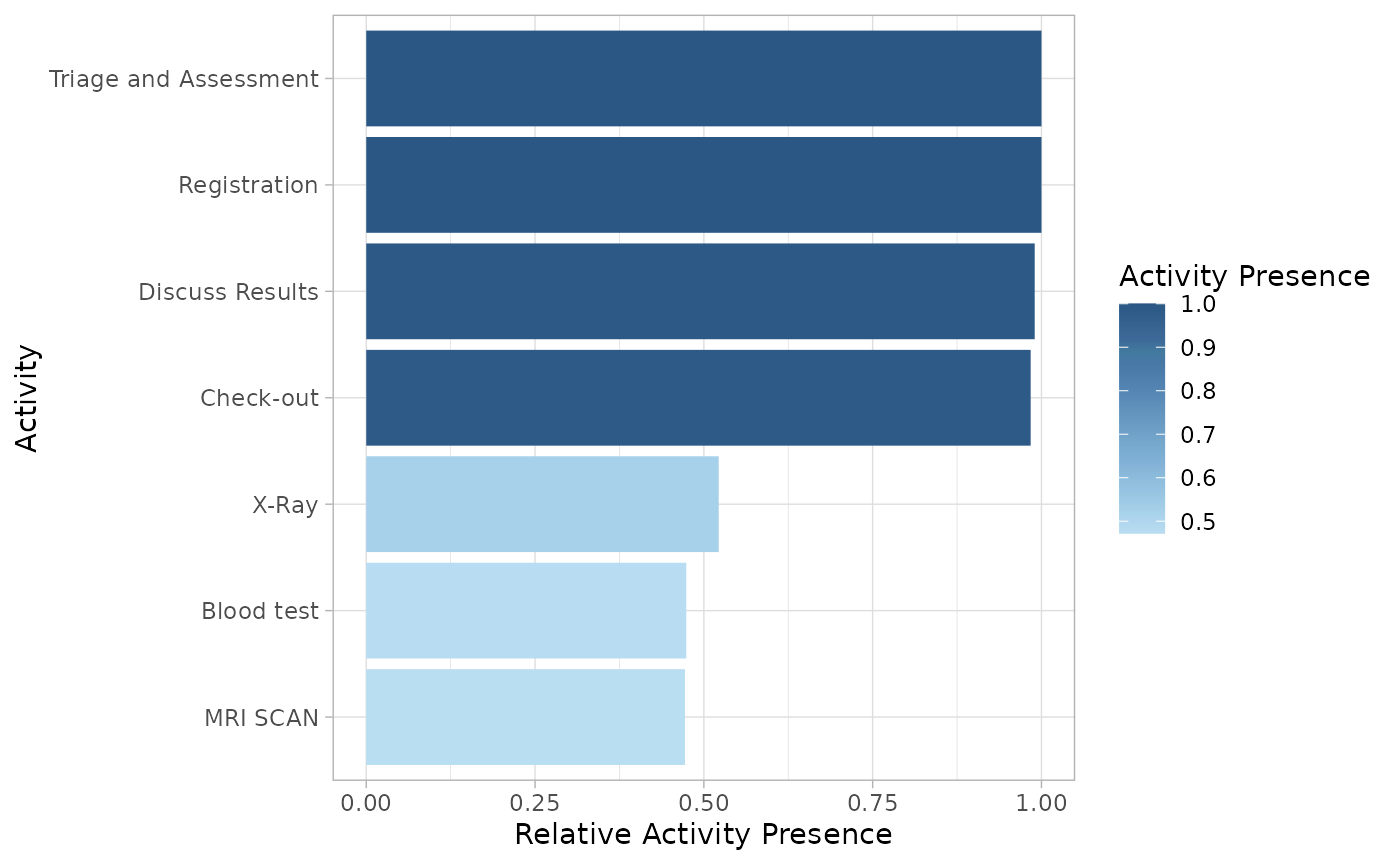 Triage and Assessment
Registration
Discuss Results
Check-out
X-Ray
Blood test
MRI SCAN
Activity
0.00 0.25 0.50 0.75 1.00
Relative Activity Presence
Activity Presence
1.0
0.9
0.8
0.7
0.6
0.5